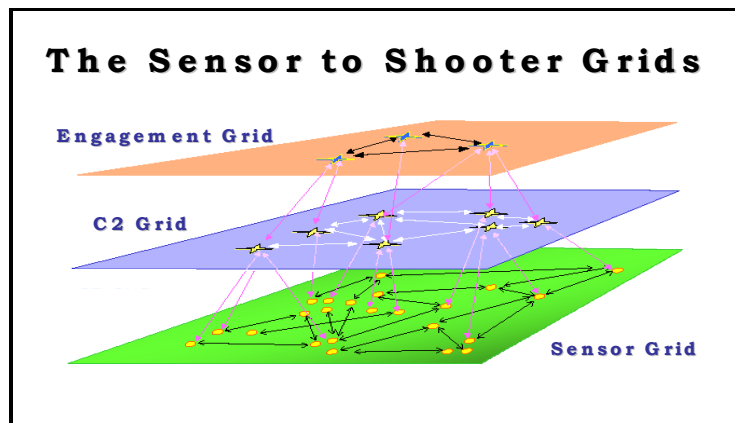 The Sensor to Shooter Grids
Engagement Grid
C2 Grid
Sensor Grid